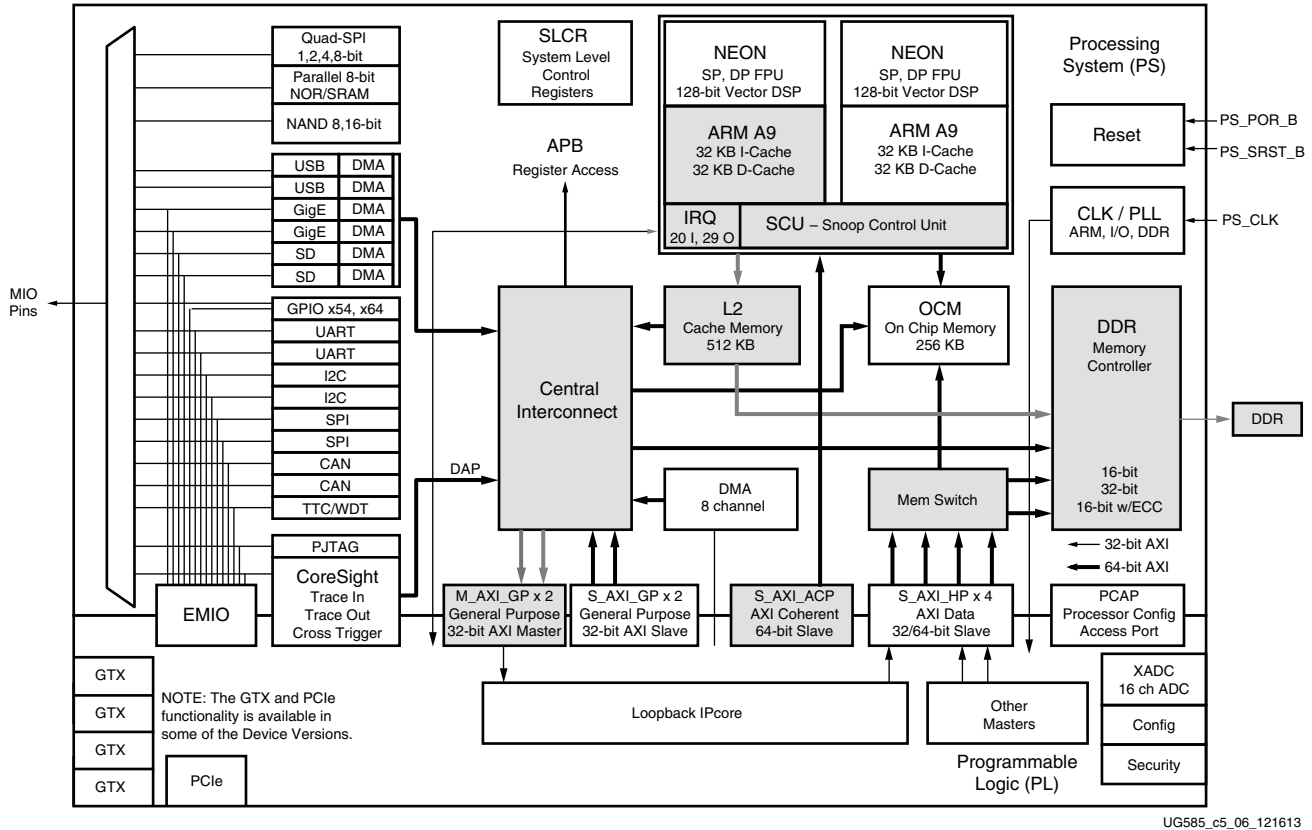 Quad-SPI
1,2,4,8-bit
Parallel 8-bit
NOR/SRAM
NAND 8,16-bit
USB DMA
USB DMA
GigE DMA
GigE DMA
SD DMA
SD DMA
MIO
Pins
GPIO x54, x64
UART
UART
I2C
I2C
SPI
SPI
CAN
CAN
TTC/WDT
PJTAG
CoreSight
Trace In
Trace Out
Cross Trigger
EMIO
SLCR
System Level
Control
Registers
APB
Register Access
NEON
SP, DP FPU
128-bit Vector DSP
NEON
SP, DP FPU
128-bit Vector DSP
ARM A9
32 KB I-Cache
32 KB D-Cache
ARM A9
32 KB I-Cache
32 KB D-Cache
IRQ
20 I, 29 O
SCU – Snoop Control Unit
Processing
System (PS)
Reset
PS_POR_B
PS_SRST_B
CLK / PLL
ARM, I/O, DDR
PS_CLK
L2
Cache Memory
512 KB
OCM
On Chip Memory
256 KB
DDR
Memory
Controller
16-bit
32-bit
16-bit w/ECC
DDR
Central
Interconnect
DAP
DMA
8 channel
Mem Switch
32-bit AXI
64-bit AXI
M_AXI_GP x 2
General Purpose
32-bit AXI Master
S_AXI_GP x 2
General Purpose
32-bit AXI Slave
S_AXI_ACP
AXI Coherent
64-bit Slave
S_AXI_HP x 4
AXI Data
32/64-bit Slave
PCAP
Processor Config
Access Port
GTX
GTX
GTX
GTX
NOTE: The GTX and PCIe
functionality is available in
some of the Device Versions.
PCIe
Loopback IPcore
Other
Masters
Programmable
Logic (PL)
XADC
16 ch ADC
Config
Security
UG585_c5_06_121613